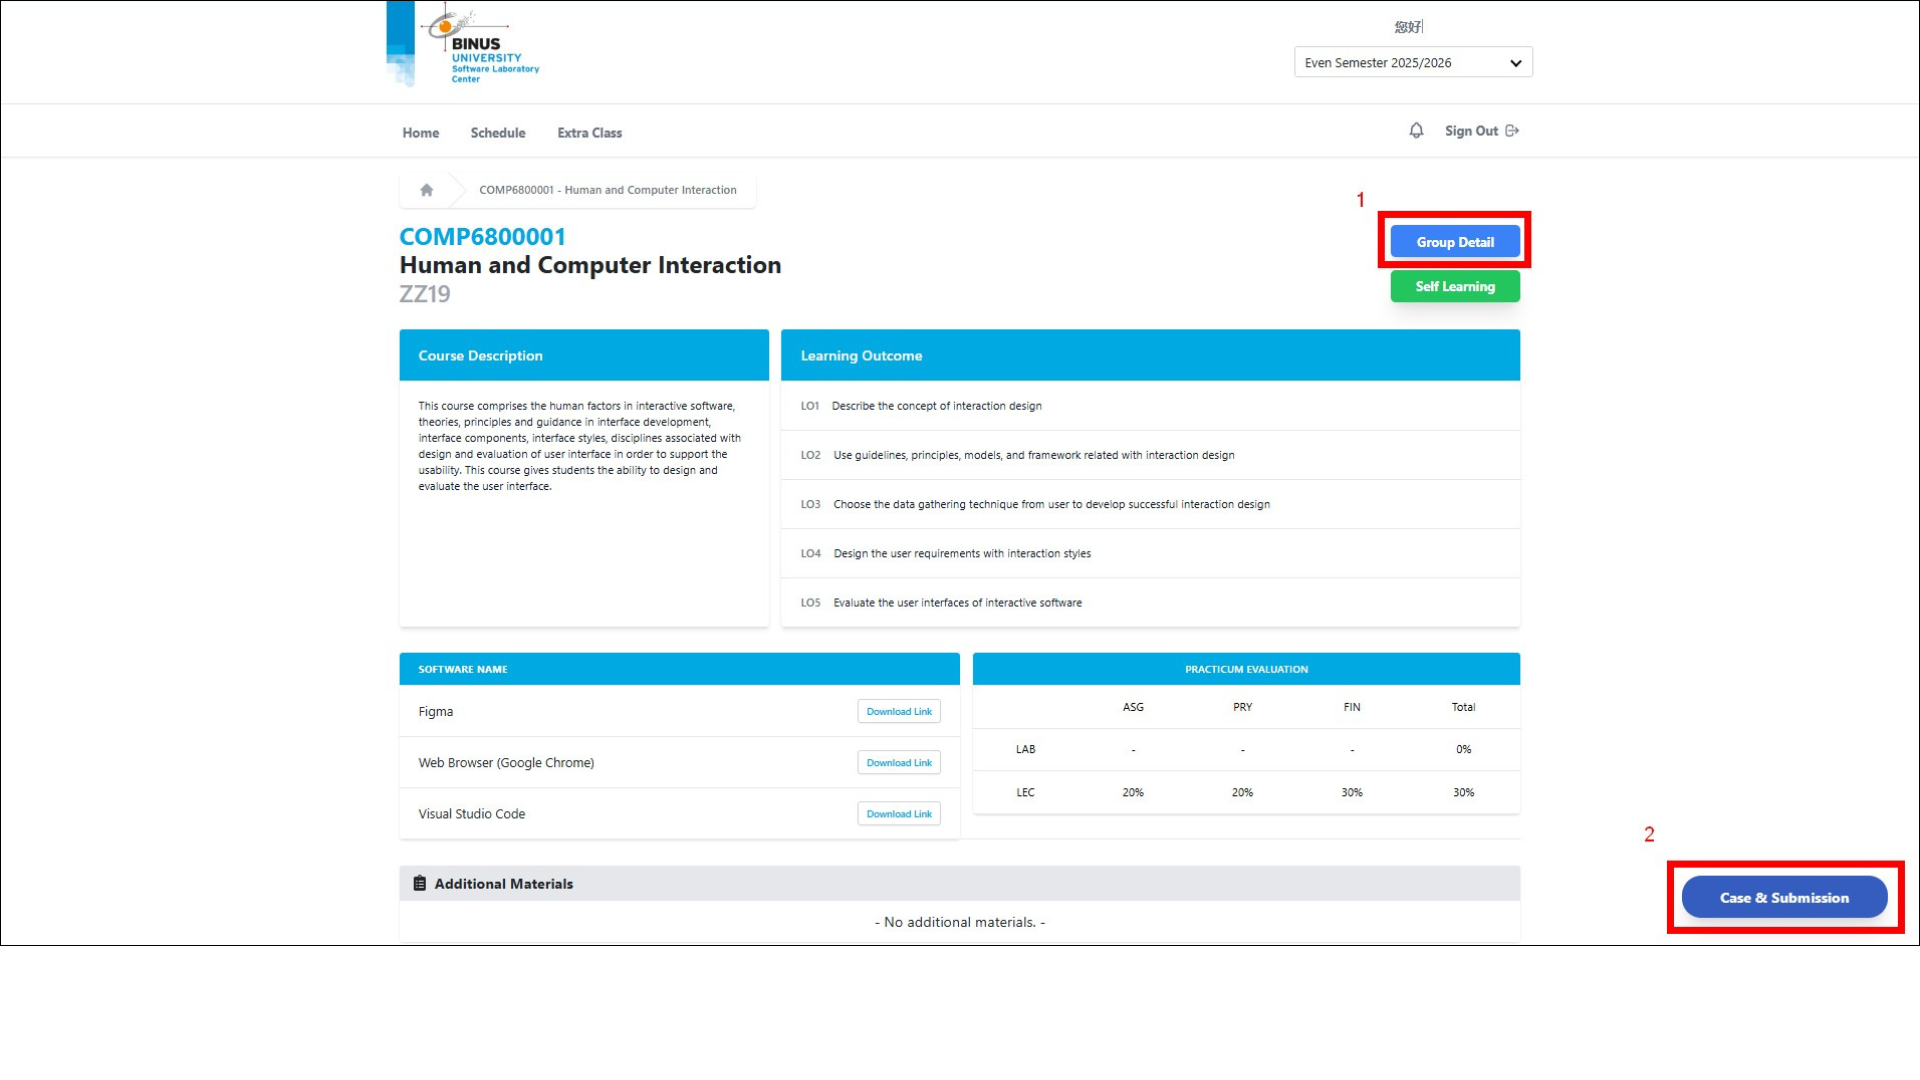 BINUS
UNIVERSITY
Software Laboratory
Center
您好
Even Semester 2025/2026
Home
Schedule
Extra Class
Sign Out
COMP6800001 - Human and Computer Interaction
1
COMP6800001
Human and Computer Interaction
ZZ19
Group Detail
Self Learning
Course Description
This course comprises the human factors in interactive software,
theories, principles and guidance in interface development,
interface components, interface styles, disciplines associated with
design and evaluation of user interface in order to support the
usability. This course gives students the ability to design and
evaluate the user interface.
Learning Outcome
LO1 Describe the concept of interaction design
LO2 Use guidelines, principles, models, and framework related with interaction design
LO3 Choose the data gathering technique from user to develop successful interaction design
LO4 Design the user requirements with interaction styles
LO5 Evaluate the user interfaces of interactive software
SOFTWARE NAME
Figma Download Link
Web Browser (Google Chrome) Download Link
Visual Studio Code Download Link
PRACTICUM EVALUATION
ASG PRY FIN Total
LAB - - - 0%
LEC 20% 20% 30% 30%
2
Case & Submission
Additional Materials
- No additional materials. -